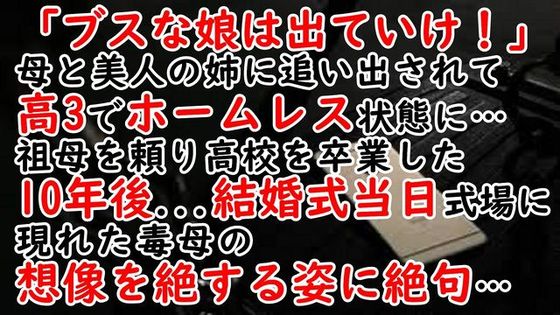 「ブスな娘は出ていけ!」
母と美人の姉に追い出されて
高3でホームレス状態に…
祖母を頼り高校を卒業した
10年後...結婚式当日式場に
現れた毒母の
想像を絶する姿に絶句…